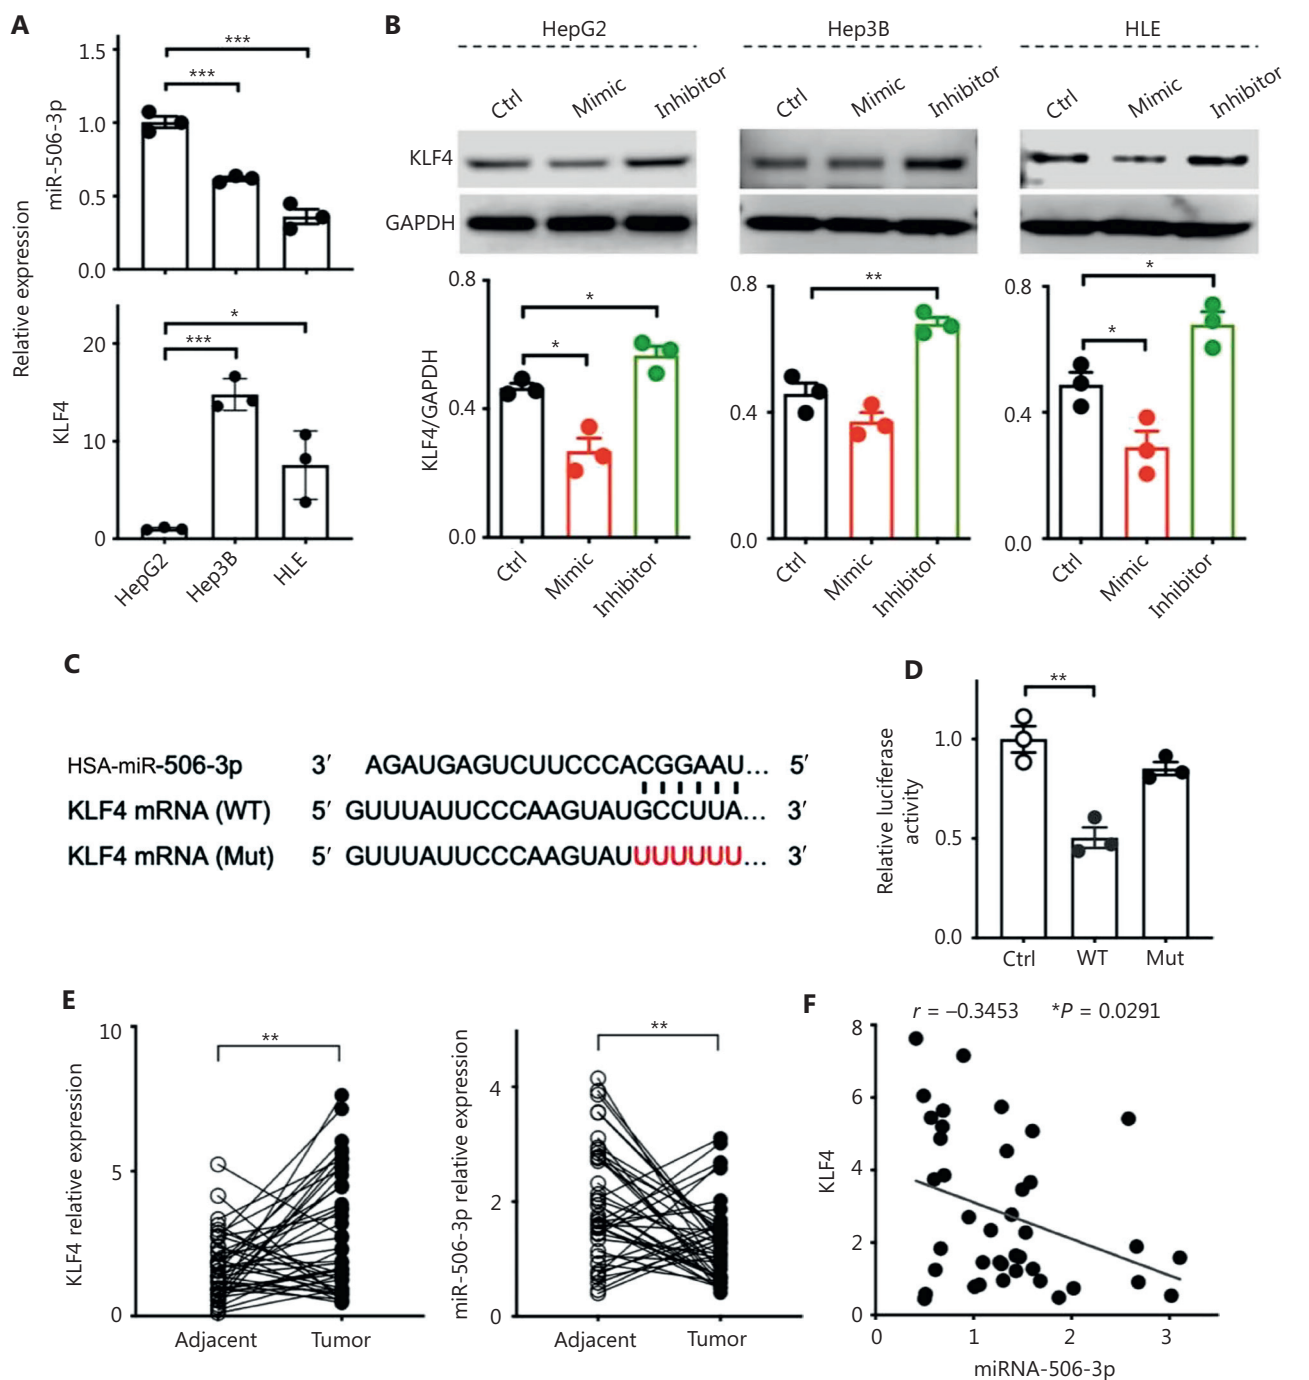 A
Relative expression
miR-506-3p
1.5
1.0
0.5
0.0
***
***
KLF4
20
10
0
*
***
HepG2
Hep3B
HLE
B
HepG2
Hep3B
HLE
Ctrl
Mimic
Inhibitor
Ctrl
Mimic
Inhibitor
Ctrl
Mimic
Inhibitor
KLF4
GAPDH
KLF4/GAPDH
0.8
0.4
0.0
*
*
Ctrl
Mimic
Inhibitor
0.8
0.4
0.0
**
Ctrl
Mimic
Inhibitor
0.8
0.4
0.0
*
*
Ctrl
Mimic
Inhibitor
C
HSA-miR-506-3p 3′ AGAUGAGUCUUCCCACGGAAU... 5′
KLF4 mRNA (WT) 5′ GUUUAUUCCCAAGUAUGCCUUA... 3′
KLF4 mRNA (Mut) 5′ GUUUAUUCCCAAGUAUUUUUUU... 3′
D
Relative luciferase
activity
1.0
0.5
0.0
**
Ctrl
WT
Mut
E
KLF4 relative expression
10
5
0
**
Adjacent
Tumor
miR-506-3p relative expression
4
2
0
**
Adjacent
Tumor
F
r = –0.3453 *P = 0.0291
KLF4
8
6
4
2
0
0
1
2
3
miRNA-506-3p